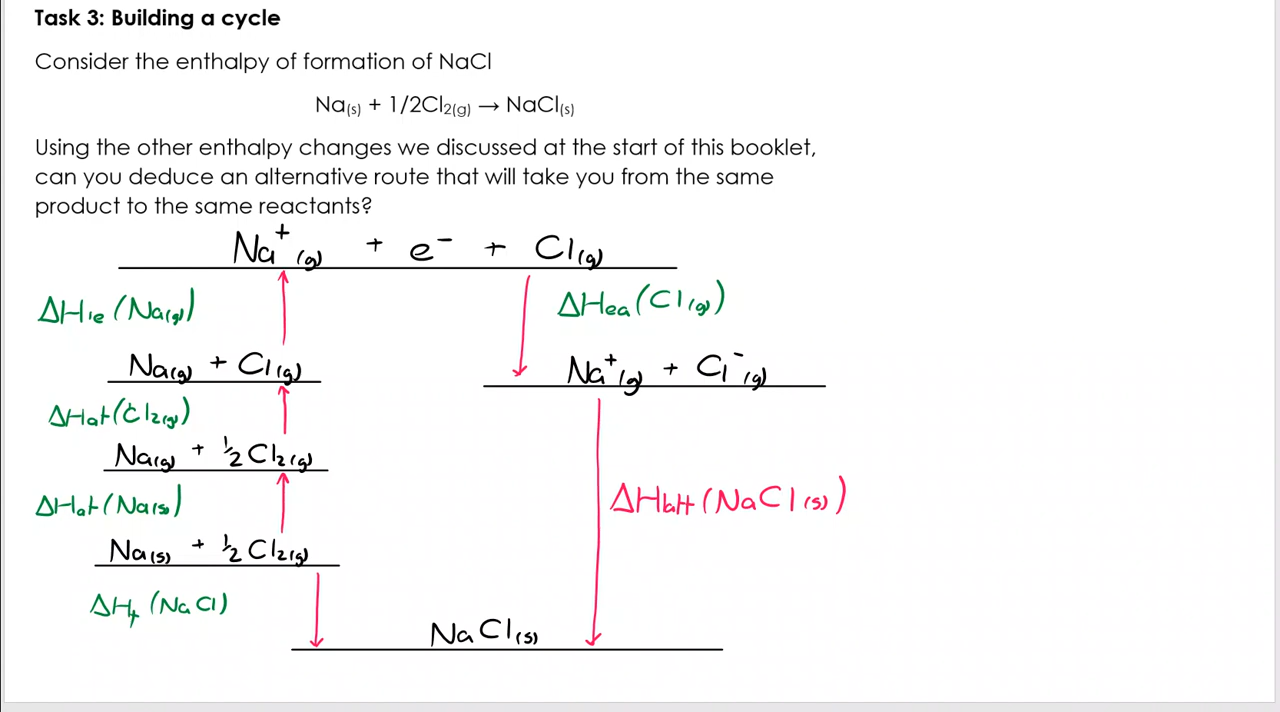 Task 3: Building a cycle
Consider the enthalpy of formation of NaCl
Na(s) + 1/2Cl2(g) → NaCl(s)
Using the other enthalpy changes we discussed at the start of this booklet,
can you deduce an alternative route that will take you from the same
product to the same reactants?
Na⁺(g) + e⁻ + Cl(g)
ΔHie (Na(g))
ΔHea (Cl(g))
Na(g) + Cl(g)
Na⁺(g) + Cl⁻(g)
ΔHat (Cl2(g))
Na(g) + ½Cl2(g)
ΔHat (Na(s))
ΔHlatt (NaCl(s))
Na(s) + ½Cl2(g)
ΔHf (NaCl)
NaCl(s)